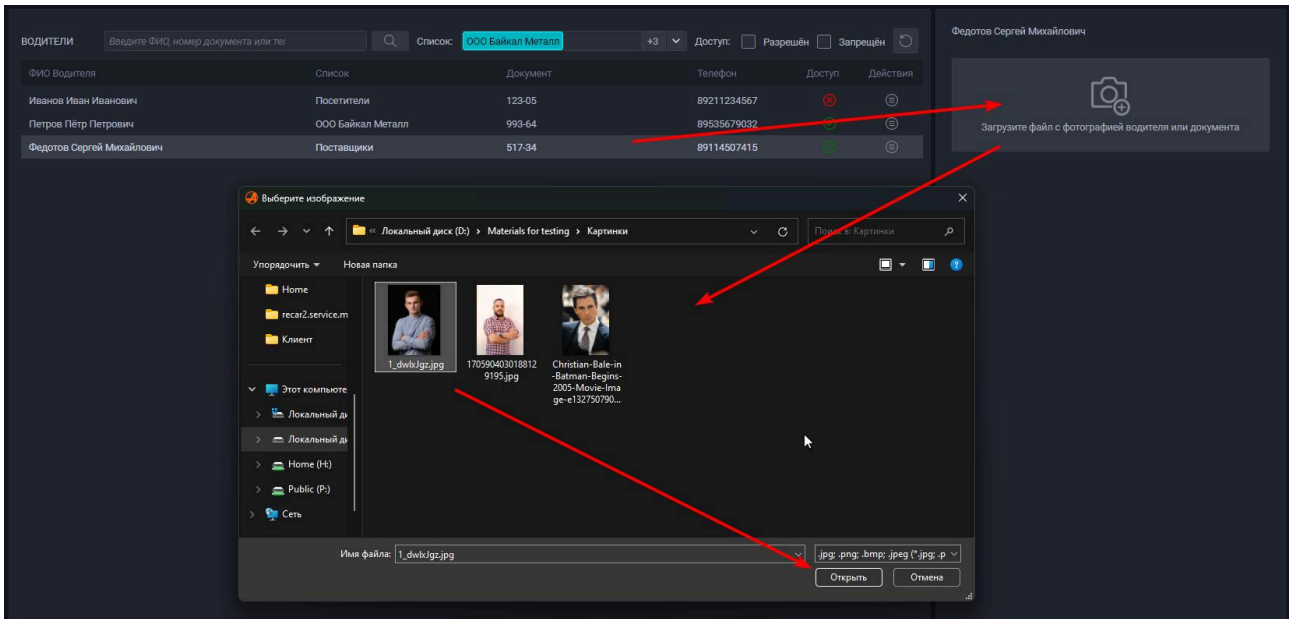 ВОДИТЕЛИ
Введите ФИО, номер документа или тел
Список: ООО Байкал Металл +3
Доступ: Разрешён Запрещён
Федотов Сергей Михайлович
ФИО Водителя Список Документ Телефон Доступ Действия
Иванов Иван Иванович Посетители 123-05 89211234567
Петров Пётр Петрович ООО Байкал Металл 993-64 89535679032
Федотов Сергей Михайлович Поставщики 517-34 89114507415
Загрузите файл с фотографией водителя или документа
Выберите изображение
« Локальный диск (D:) › Materials for testing › Картинки
Поиск в: Картинки
Упорядочить Новая папка
Home
recar2.service.m
Клиент
Этот компьюте
Локальный ди
Локальный ди
Home (H:)
Public (P:)
Сеть
1_dwlxJgz.jpg
170590403018812
9195.jpg
Christian-Bale-in
-Batman-Begins-
2005-Movie-Ima
ge-e132750790...
Имя файла: 1_dwlxJgz.jpg
.jpg; .png; .bmp; .jpeg (*.jpg; .p
Открыть Отмена